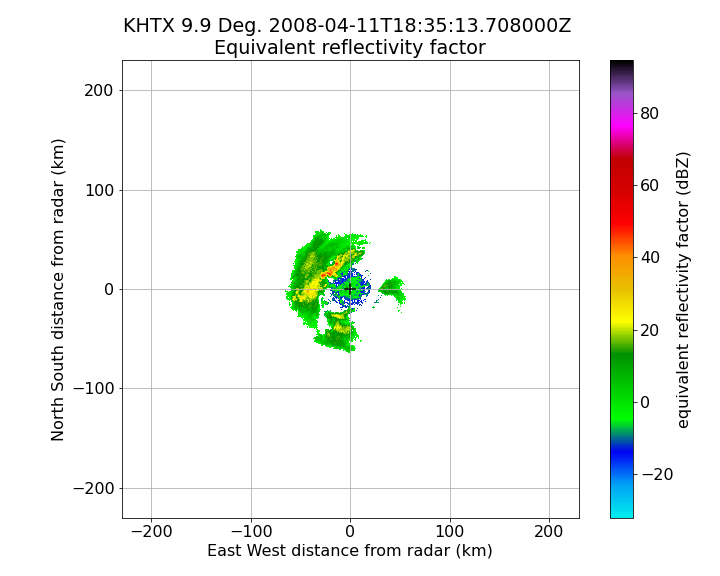 KHTX 9.9 Deg. 2008-04-11T18:35:13.708000Z
Equivalent reflectivity factor
200
100
0
−100
−200
North South distance from radar (km)
−200 −100 0 100 200
East West distance from radar (km)
80
60
40
20
0
−20
equivalent reflectivity factor (dBZ)